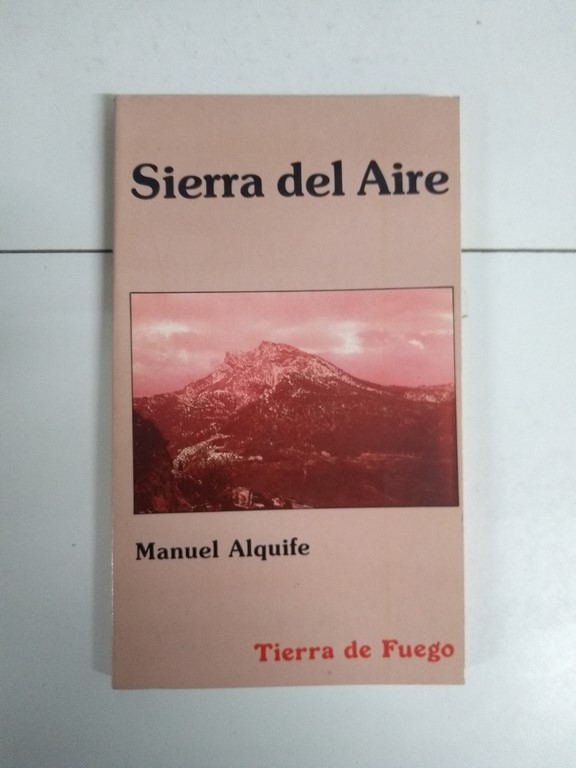 Sierra del Aire
Manuel Alquife
Tierra de Fuego